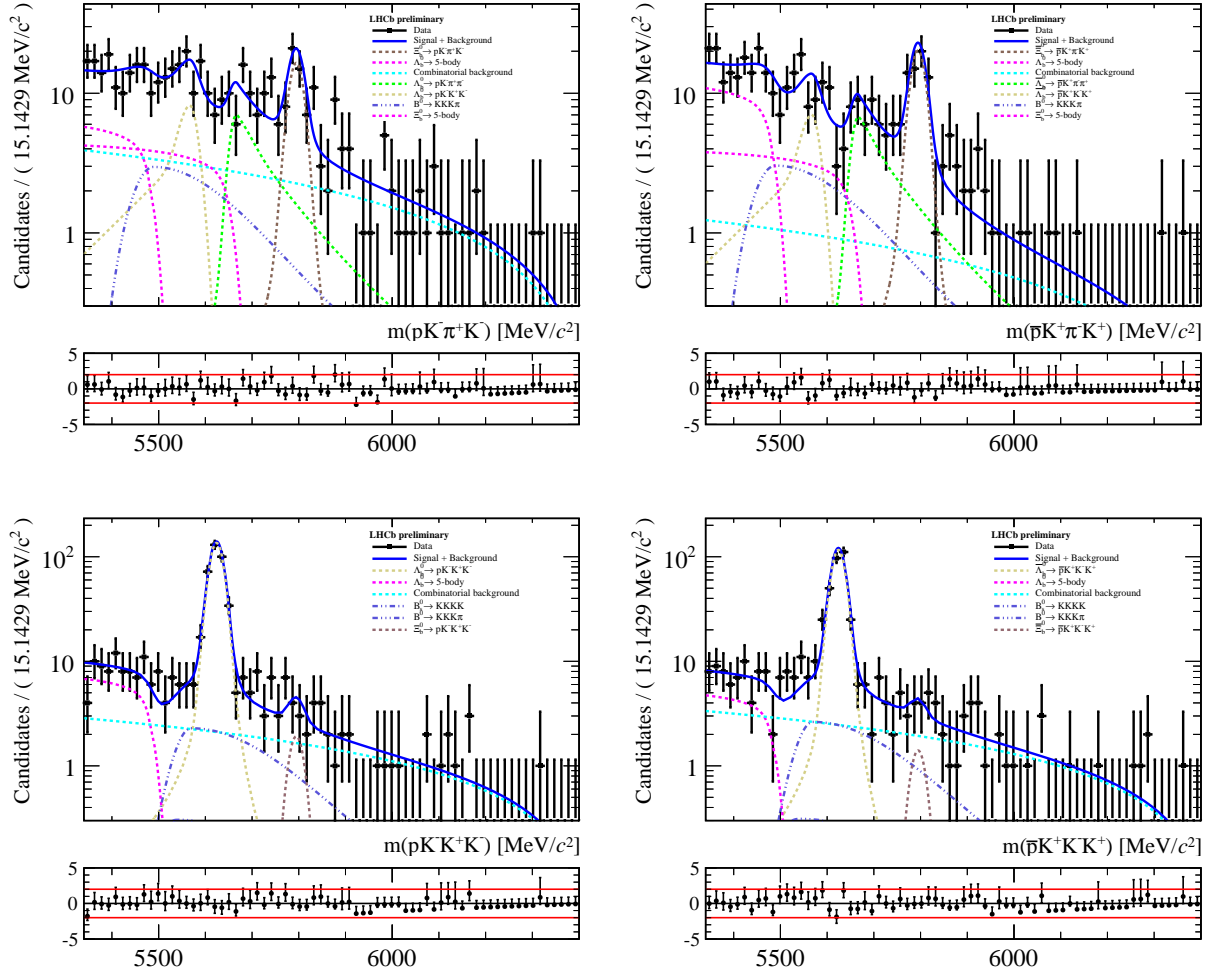 LHCb preliminary
Data
Signal + Background
Ξb0 → pK-π+K-
Λb0 → 5-body
Combinatorial background
Λb0 → pK-π+π-
Λb0 → pK-K+K-
B0 → KKKπ
Ξb0 → 5-body
Candidates / ( 15.1429 MeV/c2 )
10
1
m(pK-π+K-) [MeV/c2]
5
0
-5
5500
6000
LHCb preliminary
Data
Signal + Background
Ξ̄b0 → p̄K+π-K+
Λ̄b0 → 5-body
Combinatorial background
Λ̄b0 → p̄K+π-π+
Λ̄b0 → p̄K+K-K+
B0 → KKKπ
Ξ̄b0 → 5-body
Candidates / ( 15.1429 MeV/c2 )
10
1
m(p̄K+π-K+) [MeV/c2]
5
0
-5
5500
6000
LHCb preliminary
Data
Signal + Background
Λb0 → pK-K+K-
Λb0 → 5-body
Combinatorial background
Bs0 → KKKK
B0 → KKKπ
Ξb0 → pK-K+K-
Candidates / ( 15.1429 MeV/c2 )
102
10
1
m(pK-K+K-) [MeV/c2]
5
0
-5
5500
6000
LHCb preliminary
Data
Signal + Background
Λ̄b0 → p̄K+K-K+
Λ̄b0 → 5-body
Combinatorial background
Bs0 → KKKK
B0 → KKKπ
Ξ̄b0 → p̄K+K-K+
Candidates / ( 15.1429 MeV/c2 )
102
10
1
m(p̄K+K-K+) [MeV/c2]
5
0
-5
5500
6000